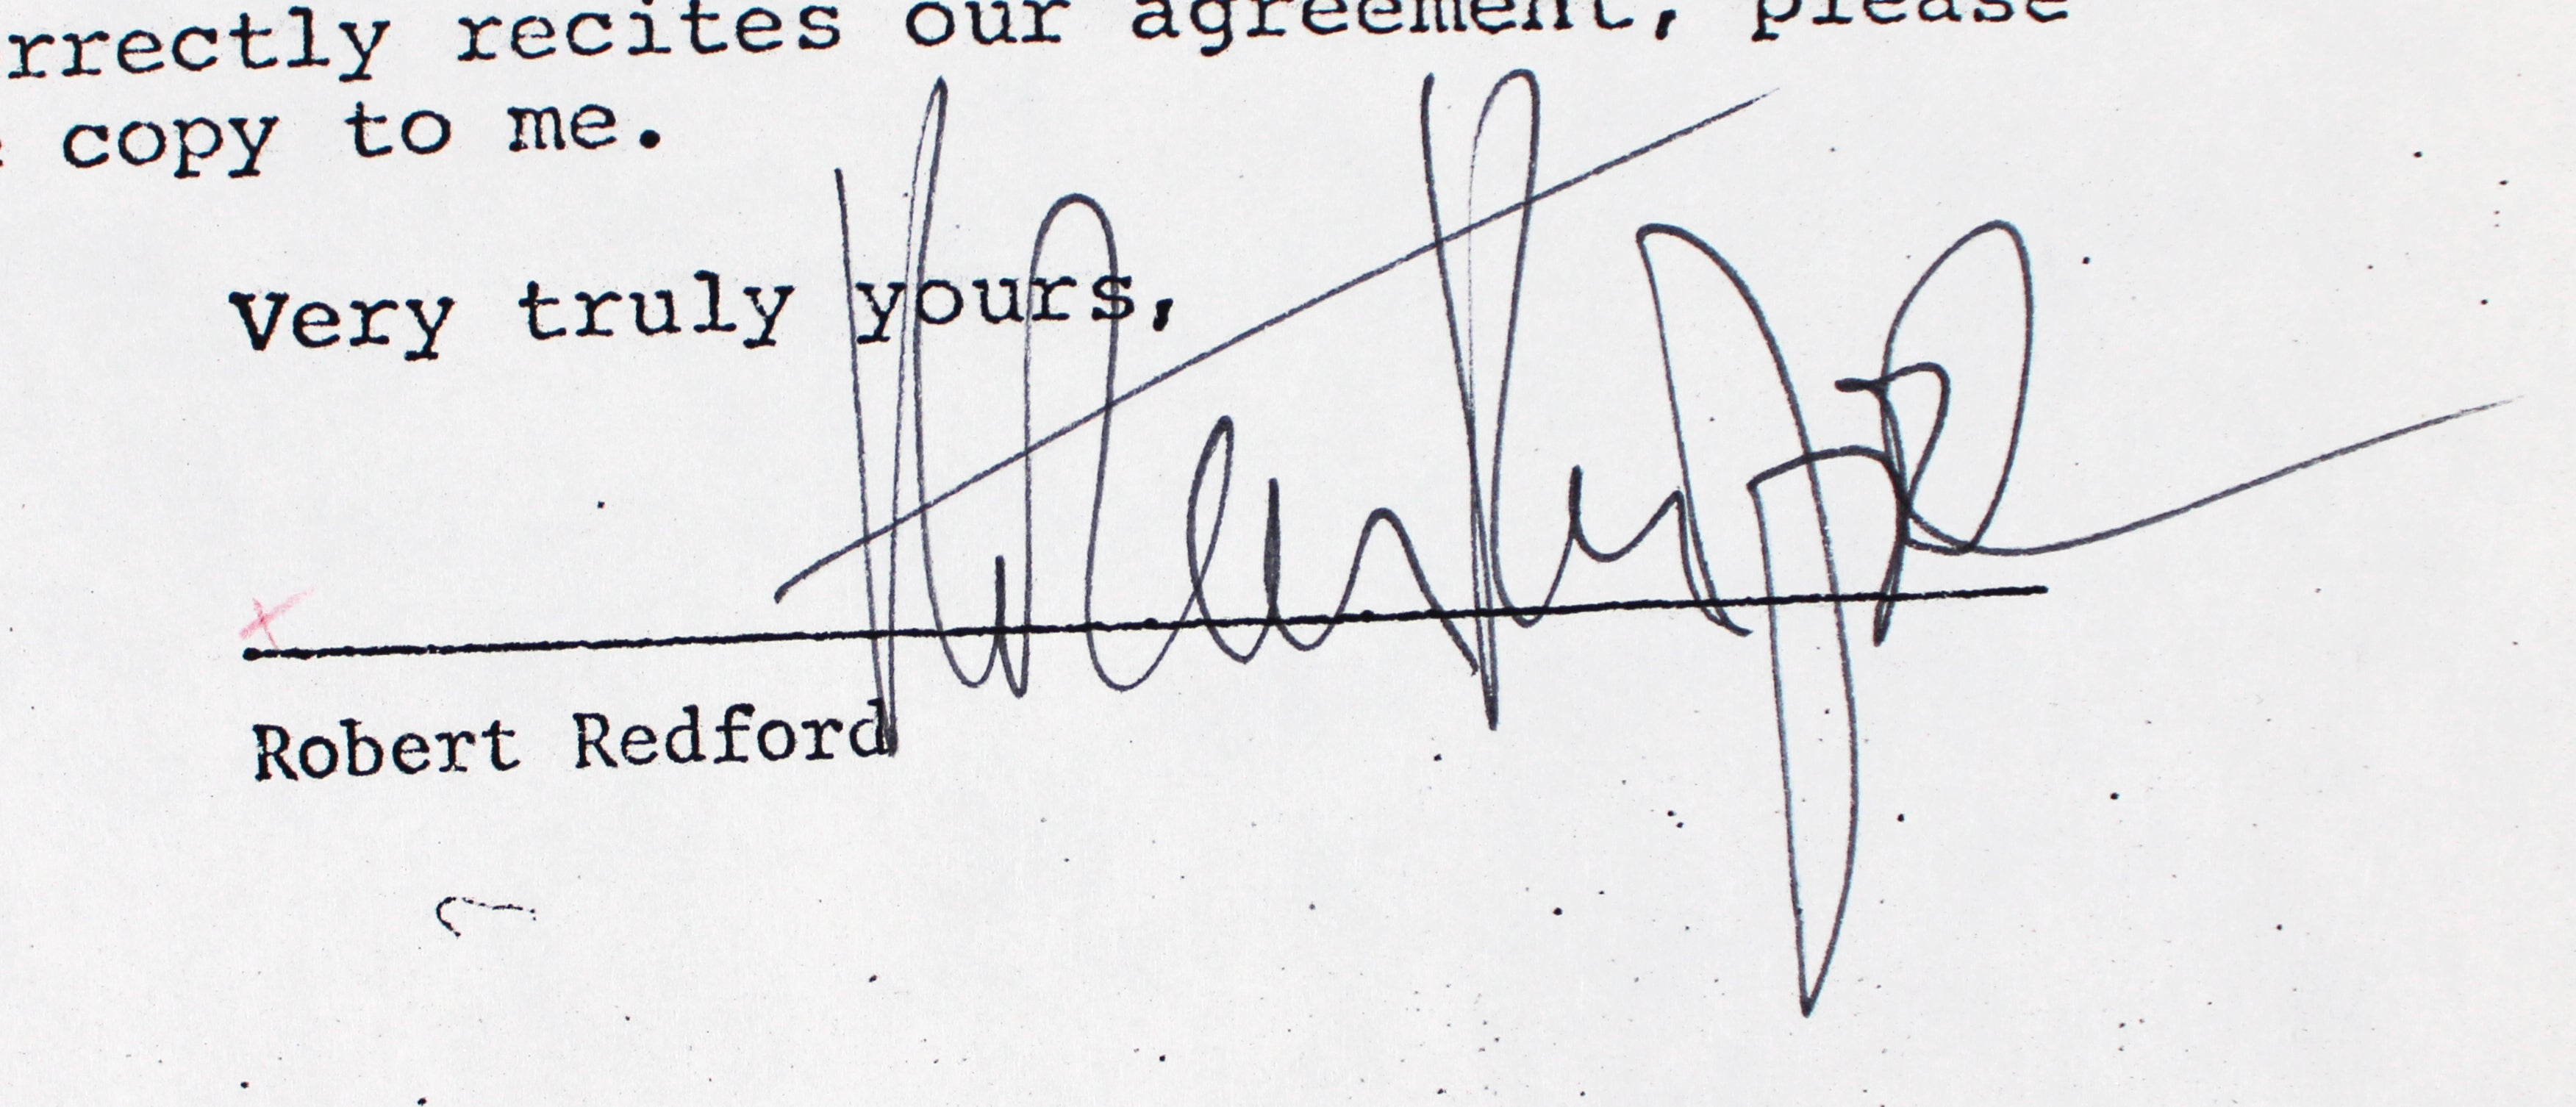 rrectly recites our agreement, please
copy to me.
Very truly yours,
Robert Redford